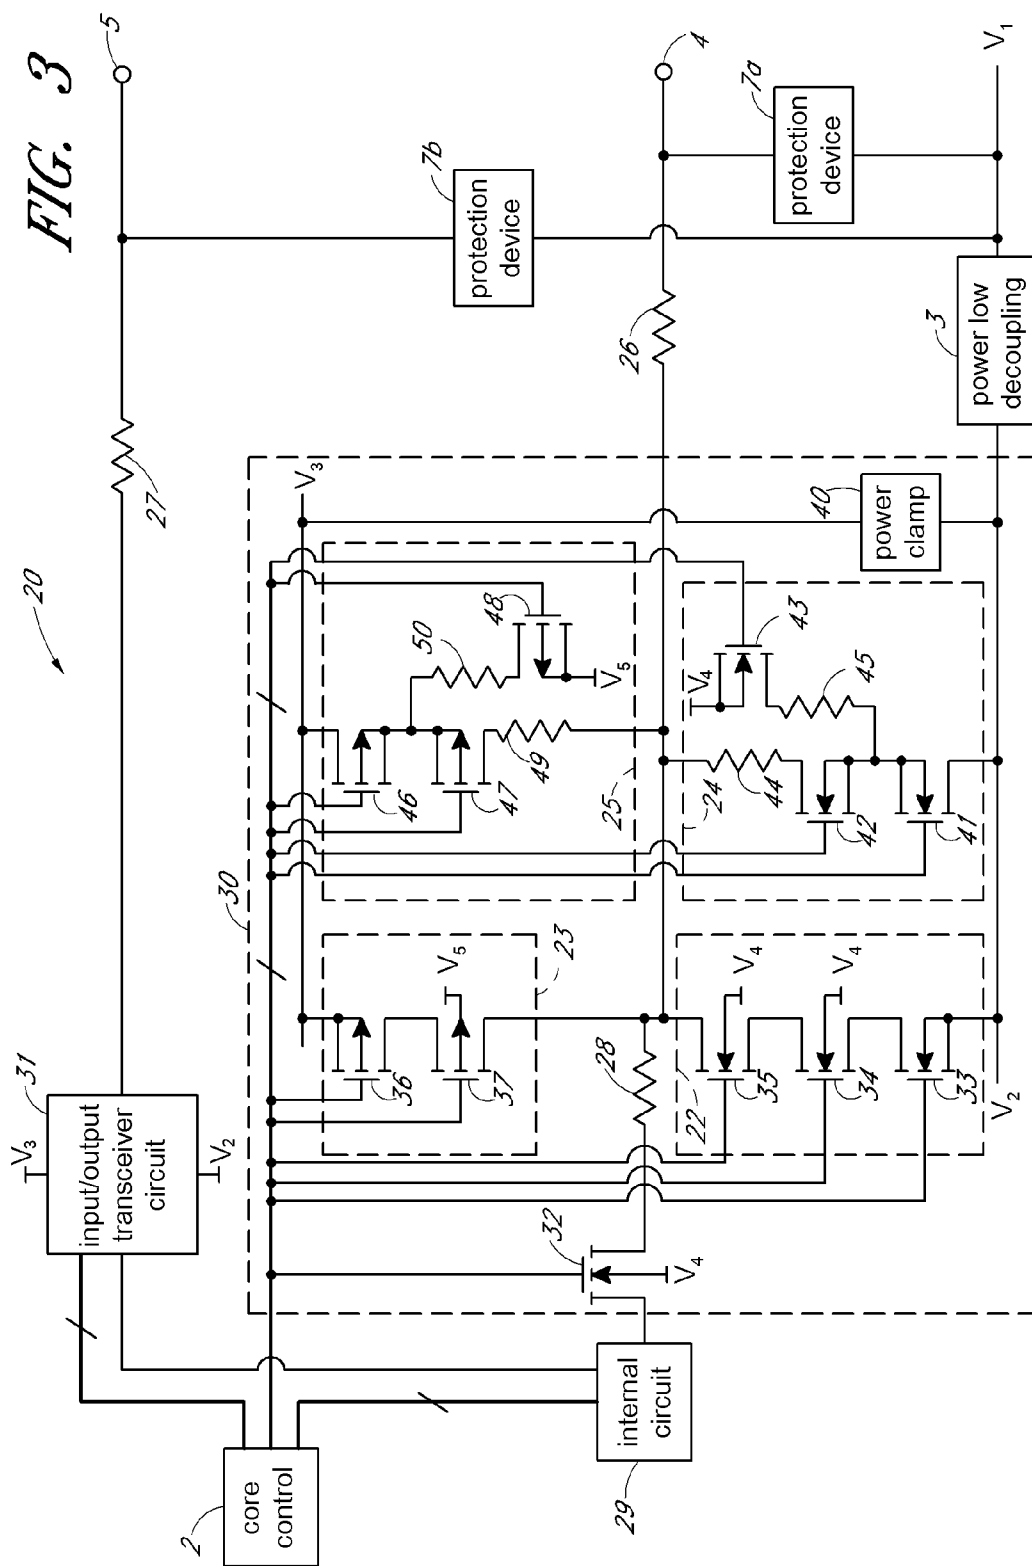 FIG. 3
20
5
27
7b
protection
device
4
7a
protection
device
26
V1
3
power low
decoupling
31
V3
input/output
transceiver
circuit
V2
30
V3
40
power
clamp
46
47
50
48
49
V5
25
24
V4
43
45
44
42
41
36
37
V5
23
28
22
35
V4
34
V4
33
V2
32
V4
2
core
control
internal
circuit
29